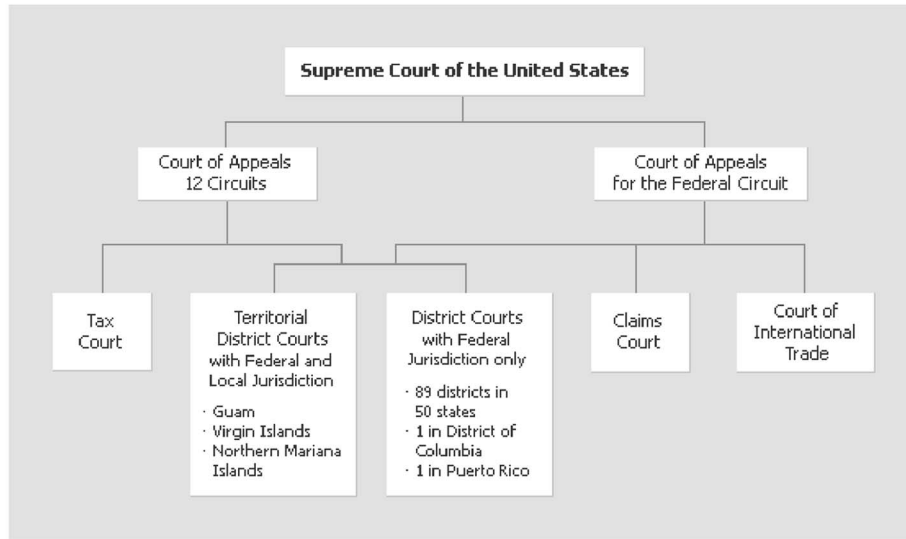 Supreme Court of the United States
Court of Appeals
12 Circuits
Court of Appeals
for the Federal Circuit
Tax
Court
Territorial
District Courts
with Federal and
Local Jurisdiction
· Guam
· Virgin Islands
· Northern Mariana
Islands
District Courts
with Federal
Jurisdiction only
· 89 districts in
50 states
· 1 in District of
Columbia
· 1 in Puerto Rico
Claims
Court
Court of
International
Trade